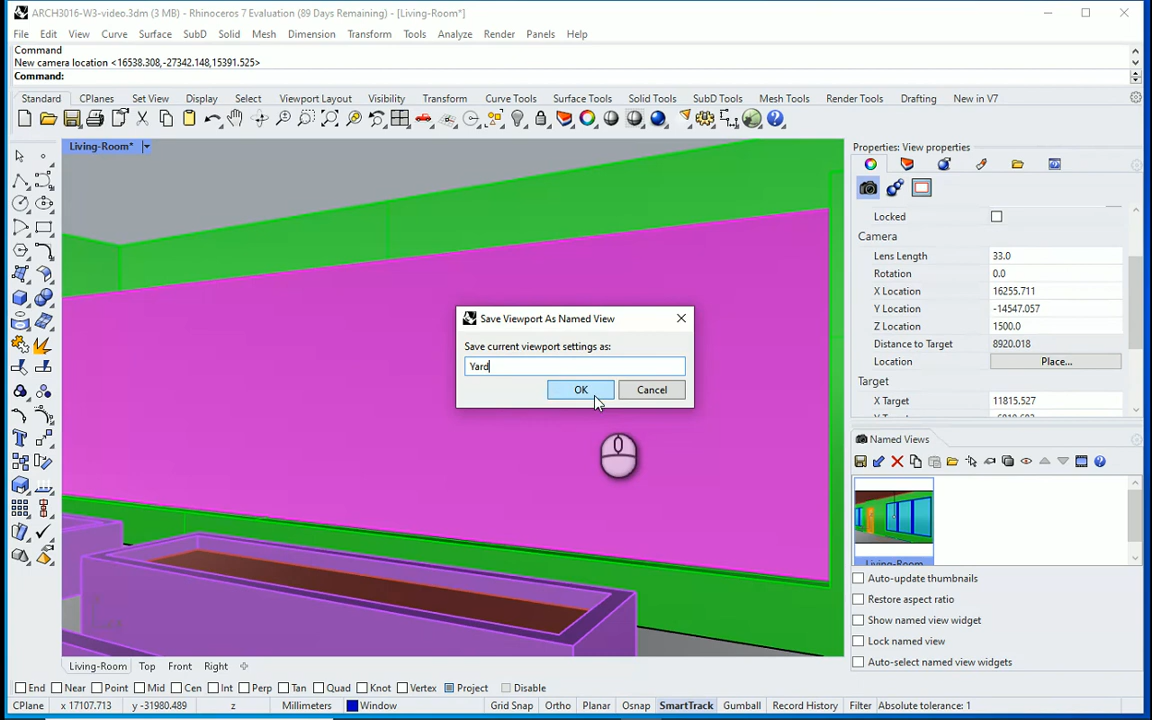 ARCH3016-W3-video.3dm (3 MB) - Rhinoceros 7 Evaluation (89 Days Remaining) - [Living-Room*]
File Edit View Curve Surface SubD Solid Mesh Dimension Transform Tools Analyze Render Panels Help
Command
New camera location <16538.308,-27342.148,15391.525>
Command:
Standard CPlanes Set View Display Select Viewport Layout Visibility Transform Curve Tools Surface Tools Solid Tools SubD Tools Mesh Tools Render Tools Drafting New in V7
Living-Room*
Properties: View properties
Locked
Camera
Lens Length 33.0
Rotation 0.0
X Location 16255.711
Y Location -14547.057
Z Location 1500.0
Distance to Target 8920.018
Location Place...
Target
X Target 11815.527
Save Viewport As Named View
Save current viewport settings as:
Yard
OK Cancel
Named Views
Living-Room
Auto-update thumbnails
Restore aspect ratio
Show named view widget
Lock named view
Auto-select named view widgets
Living-Room Top Front Right
End Near Point Mid Cen Int Perp Tan Quad Knot Vertex Project Disable
CPlane x 17107.713 y -31980.489 z Millimeters Window Grid Snap Ortho Planar Osnap SmartTrack Gumball Record History Filter Absolute tolerance: 1